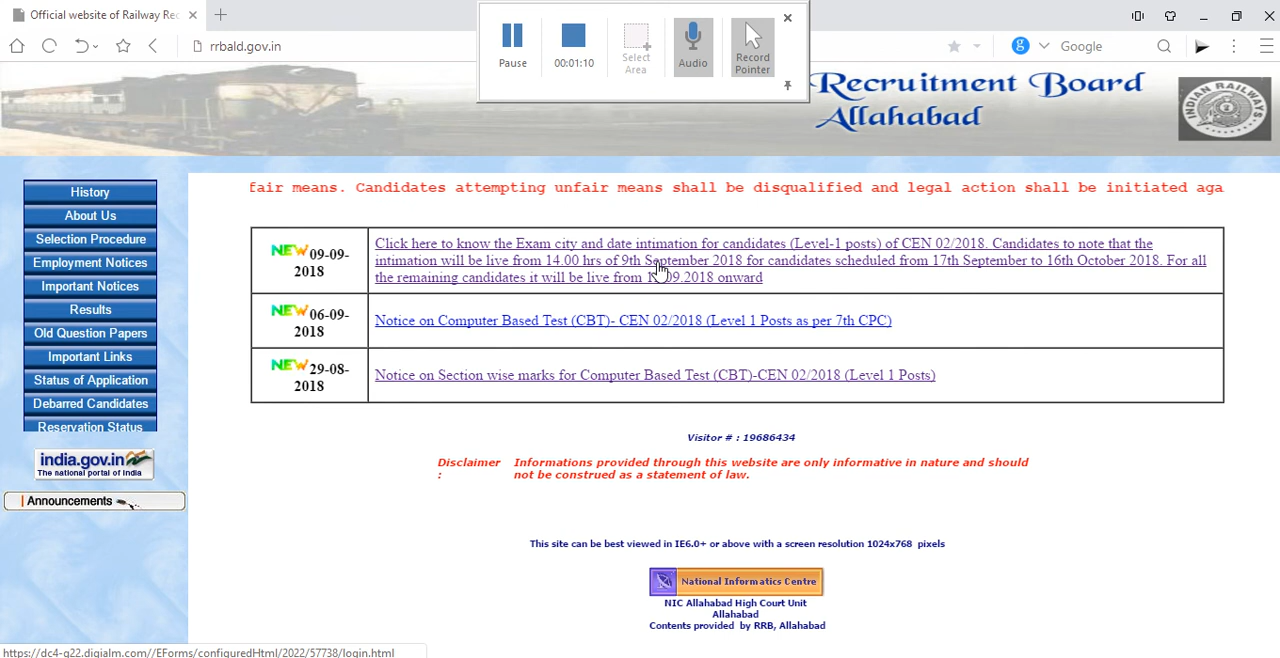 Official website of Railway Rec
rrbald.gov.in
Google
Pause
00:01:10
Select Area
Audio
Record Pointer
Recruitment Board
Allahabad
INDIAN RAILWAYS
fair means. Candidates attempting unfair means shall be disqualified and legal action shall be initiated aga
History
About Us
Selection Procedure
Employment Notices
Important Notices
Results
Old Question Papers
Important Links
Status of Application
Debarred Candidates
Reservation Status
india.gov.in
The national portal of India
Announcements
NEW 09-09-
2018
Click here to know the Exam city and date intimation for candidates (Level-1 posts) of CEN 02/2018. Candidates to note that the
intimation will be live from 14.00 hrs of 9th September 2018 for candidates scheduled from 17th September to 16th October 2018. For all
the remaining candidates it will be live from 09.2018 onward
NEW 06-09-
2018
Notice on Computer Based Test (CBT)- CEN 02/2018 (Level 1 Posts as per 7th CPC)
NEW 29-08-
2018
Notice on Section wise marks for Computer Based Test (CBT)-CEN 02/2018 (Level 1 Posts)
Visitor # : 19686434
Disclaimer : Informations provided through this website are only informative in nature and should
not be construed as a statement of law.
This site can be best viewed in IE6.0+ or above with a screen resolution 1024x768 pixels
National Informatics Centre
NIC Allahabad High Court Unit
Allahabad
Contents provided by RRB, Allahabad
https://dc4-g22.digialm.com//EForms/configuredHtml/2022/57738/login.html